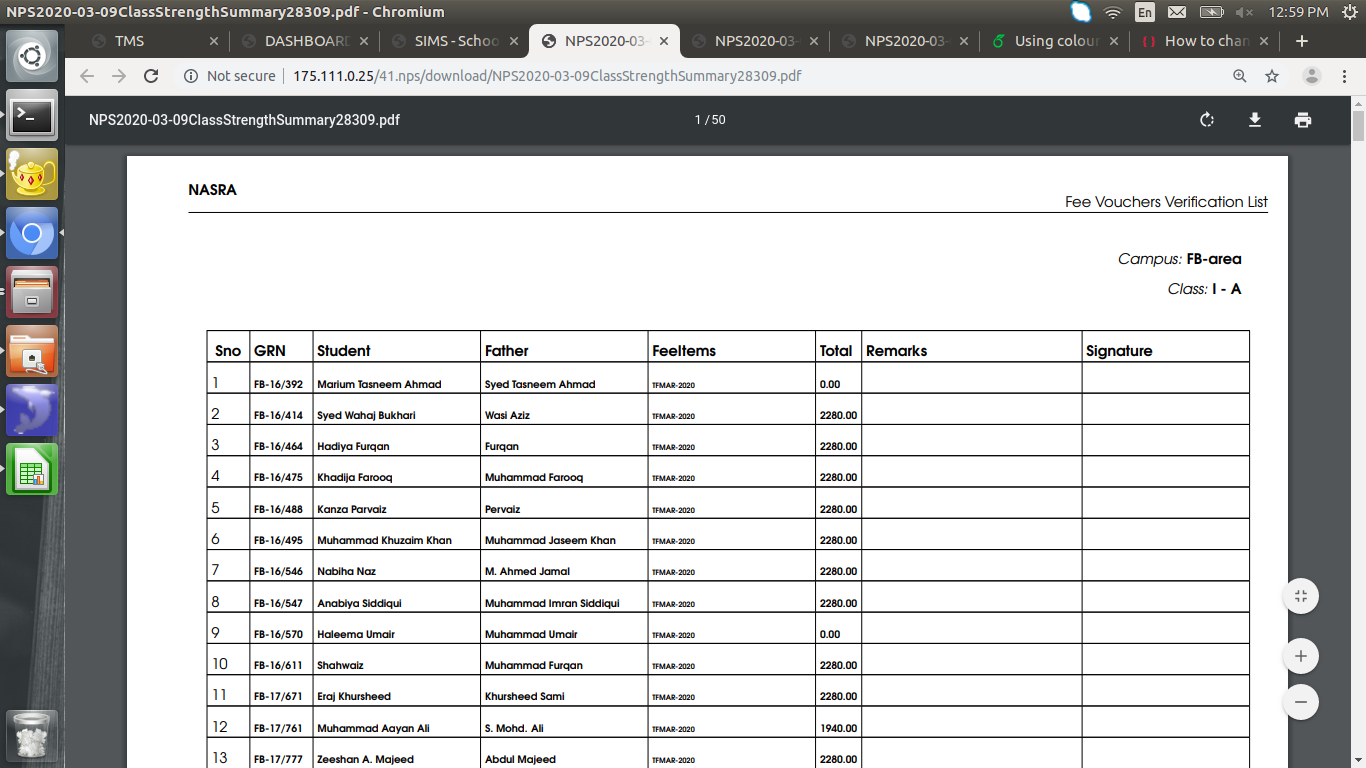 NPS2020-03-09ClassStrengthSummary28309.pdf - Chromium En 12:59 PM
TMS DASHBOARD SIMS - Schoo NPS2020-03- NPS2020-03- NPS2020-03- Using colour How to chan
Not secure 175.111.0.25/41.nps/download/NPS2020-03-09ClassStrengthSummary28309.pdf
NPS2020-03-09ClassStrengthSummary28309.pdf 1 / 50
NASRA
Fee Vouchers Verification List
Campus: FB-area
Class: I - A
Sno GRN Student Father FeeItems Total Remarks Signature
1 FB-16/392 Marium Tasneem Ahmad Syed Tasneem Ahmad TFMAR-2020 0.00
2 FB-16/414 Syed Wahaj Bukhari Wasi Aziz TFMAR-2020 2280.00
3 FB-16/464 Hadiya Furqan Furqan TFMAR-2020 2280.00
4 FB-16/475 Khadija Farooq Muhammad Farooq TFMAR-2020 2280.00
5 FB-16/488 Kanza Parvaiz Pervaiz TFMAR-2020 2280.00
6 FB-16/495 Muhammad Khuzaim Khan Muhammad Jaseem Khan TFMAR-2020 2280.00
7 FB-16/546 Nabiha Naz M. Ahmed Jamal TFMAR-2020 2280.00
8 FB-16/547 Anabiya Siddiqui Muhammad Imran Siddiqui TFMAR-2020 2280.00
9 FB-16/570 Haleema Umair Muhammad Umair TFMAR-2020 0.00
10 FB-16/611 Shahwaiz Muhammad Furqan TFMAR-2020 2280.00
11 FB-17/671 Eraj Khursheed Khursheed Sami TFMAR-2020 2280.00
12 FB-17/761 Muhammad Aayan Ali S. Mohd. Ali TFMAR-2020 1940.00
13 FB-17/777 Zeeshan A. Majeed Abdul Majeed TFMAR-2020 2280.00